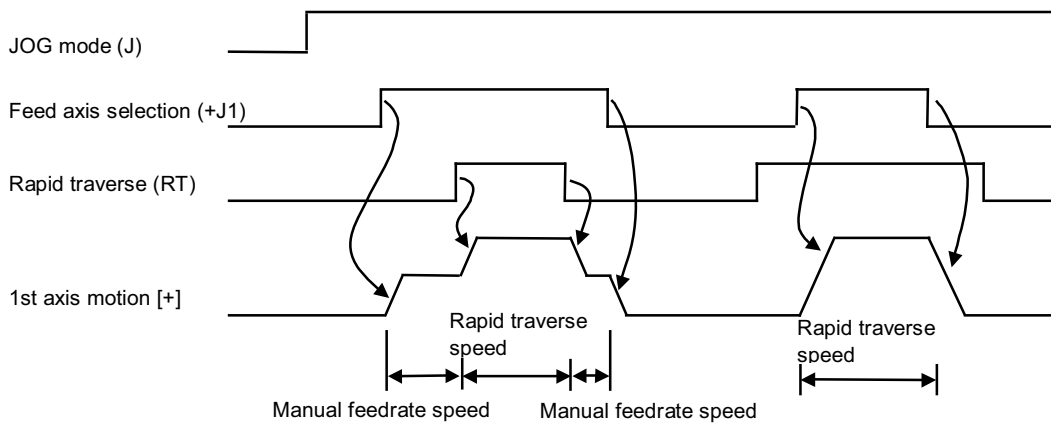 JOG mode (J)
Feed axis selection (+J1)
Rapid traverse (RT)
1st axis motion [+]
Rapid traverse
speed
Rapid traverse
speed
Manual feedrate speed
Manual feedrate speed